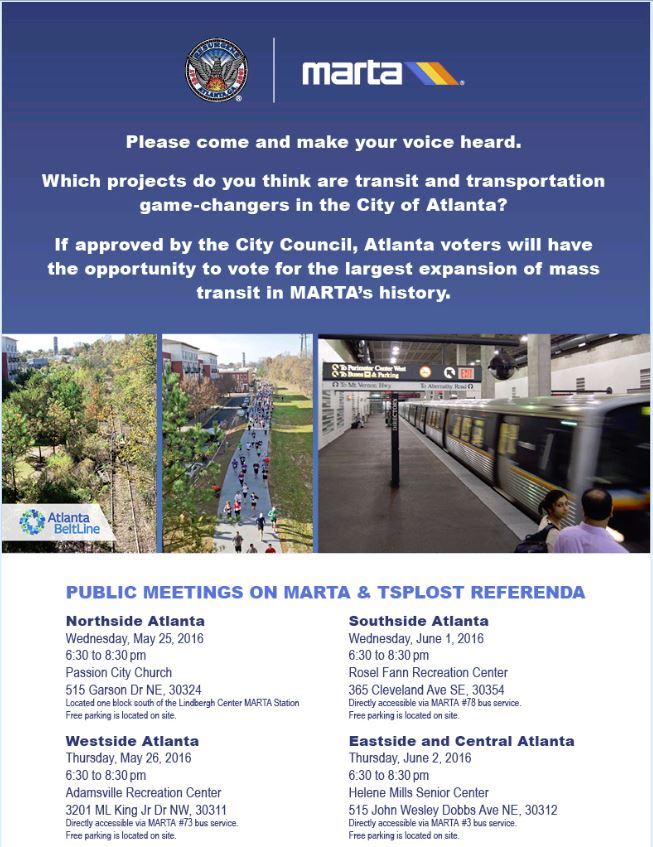 RESURGENS
ATLANTA, GA.
marta
Please come and make your voice heard.
Which projects do you think are transit and transportation
game-changers in the City of Atlanta?
If approved by the City Council, Atlanta voters will have
the opportunity to vote for the largest expansion of mass
transit in MARTA's history.
To Perimeter Center West
To Buses & Parking
EXIT
To Mt Vernon Hwy To Abernathy Road
DIRECTORY
Atlanta
BeltLine
PUBLIC MEETINGS ON MARTA & TSPLOST REFERENDA
Northside Atlanta
Wednesday, May 25, 2016
6:30 to 8:30 pm
Passion City Church
515 Garson Dr NE, 30324
Located one block south of the Lindbergh Center MARTA Station
Free parking is located on site.
Southside Atlanta
Wednesday, June 1, 2016
6:30 to 8:30 pm
Rosel Fann Recreation Center
365 Cleveland Ave SE, 30354
Directly accessible via MARTA #78 bus service.
Free parking is located on site.
Westside Atlanta
Thursday, May 26, 2016
6:30 to 8:30 pm
Adamsville Recreation Center
3201 ML King Jr Dr NW, 30311
Directly accessible via MARTA #73 bus service.
Free parking is located on site.
Eastside and Central Atlanta
Thursday, June 2, 2016
6:30 to 8:30 pm
Helene Mills Senior Center
515 John Wesley Dobbs Ave NE, 30312
Directly accessible via MARTA #3 bus service.
Free parking is located on site.